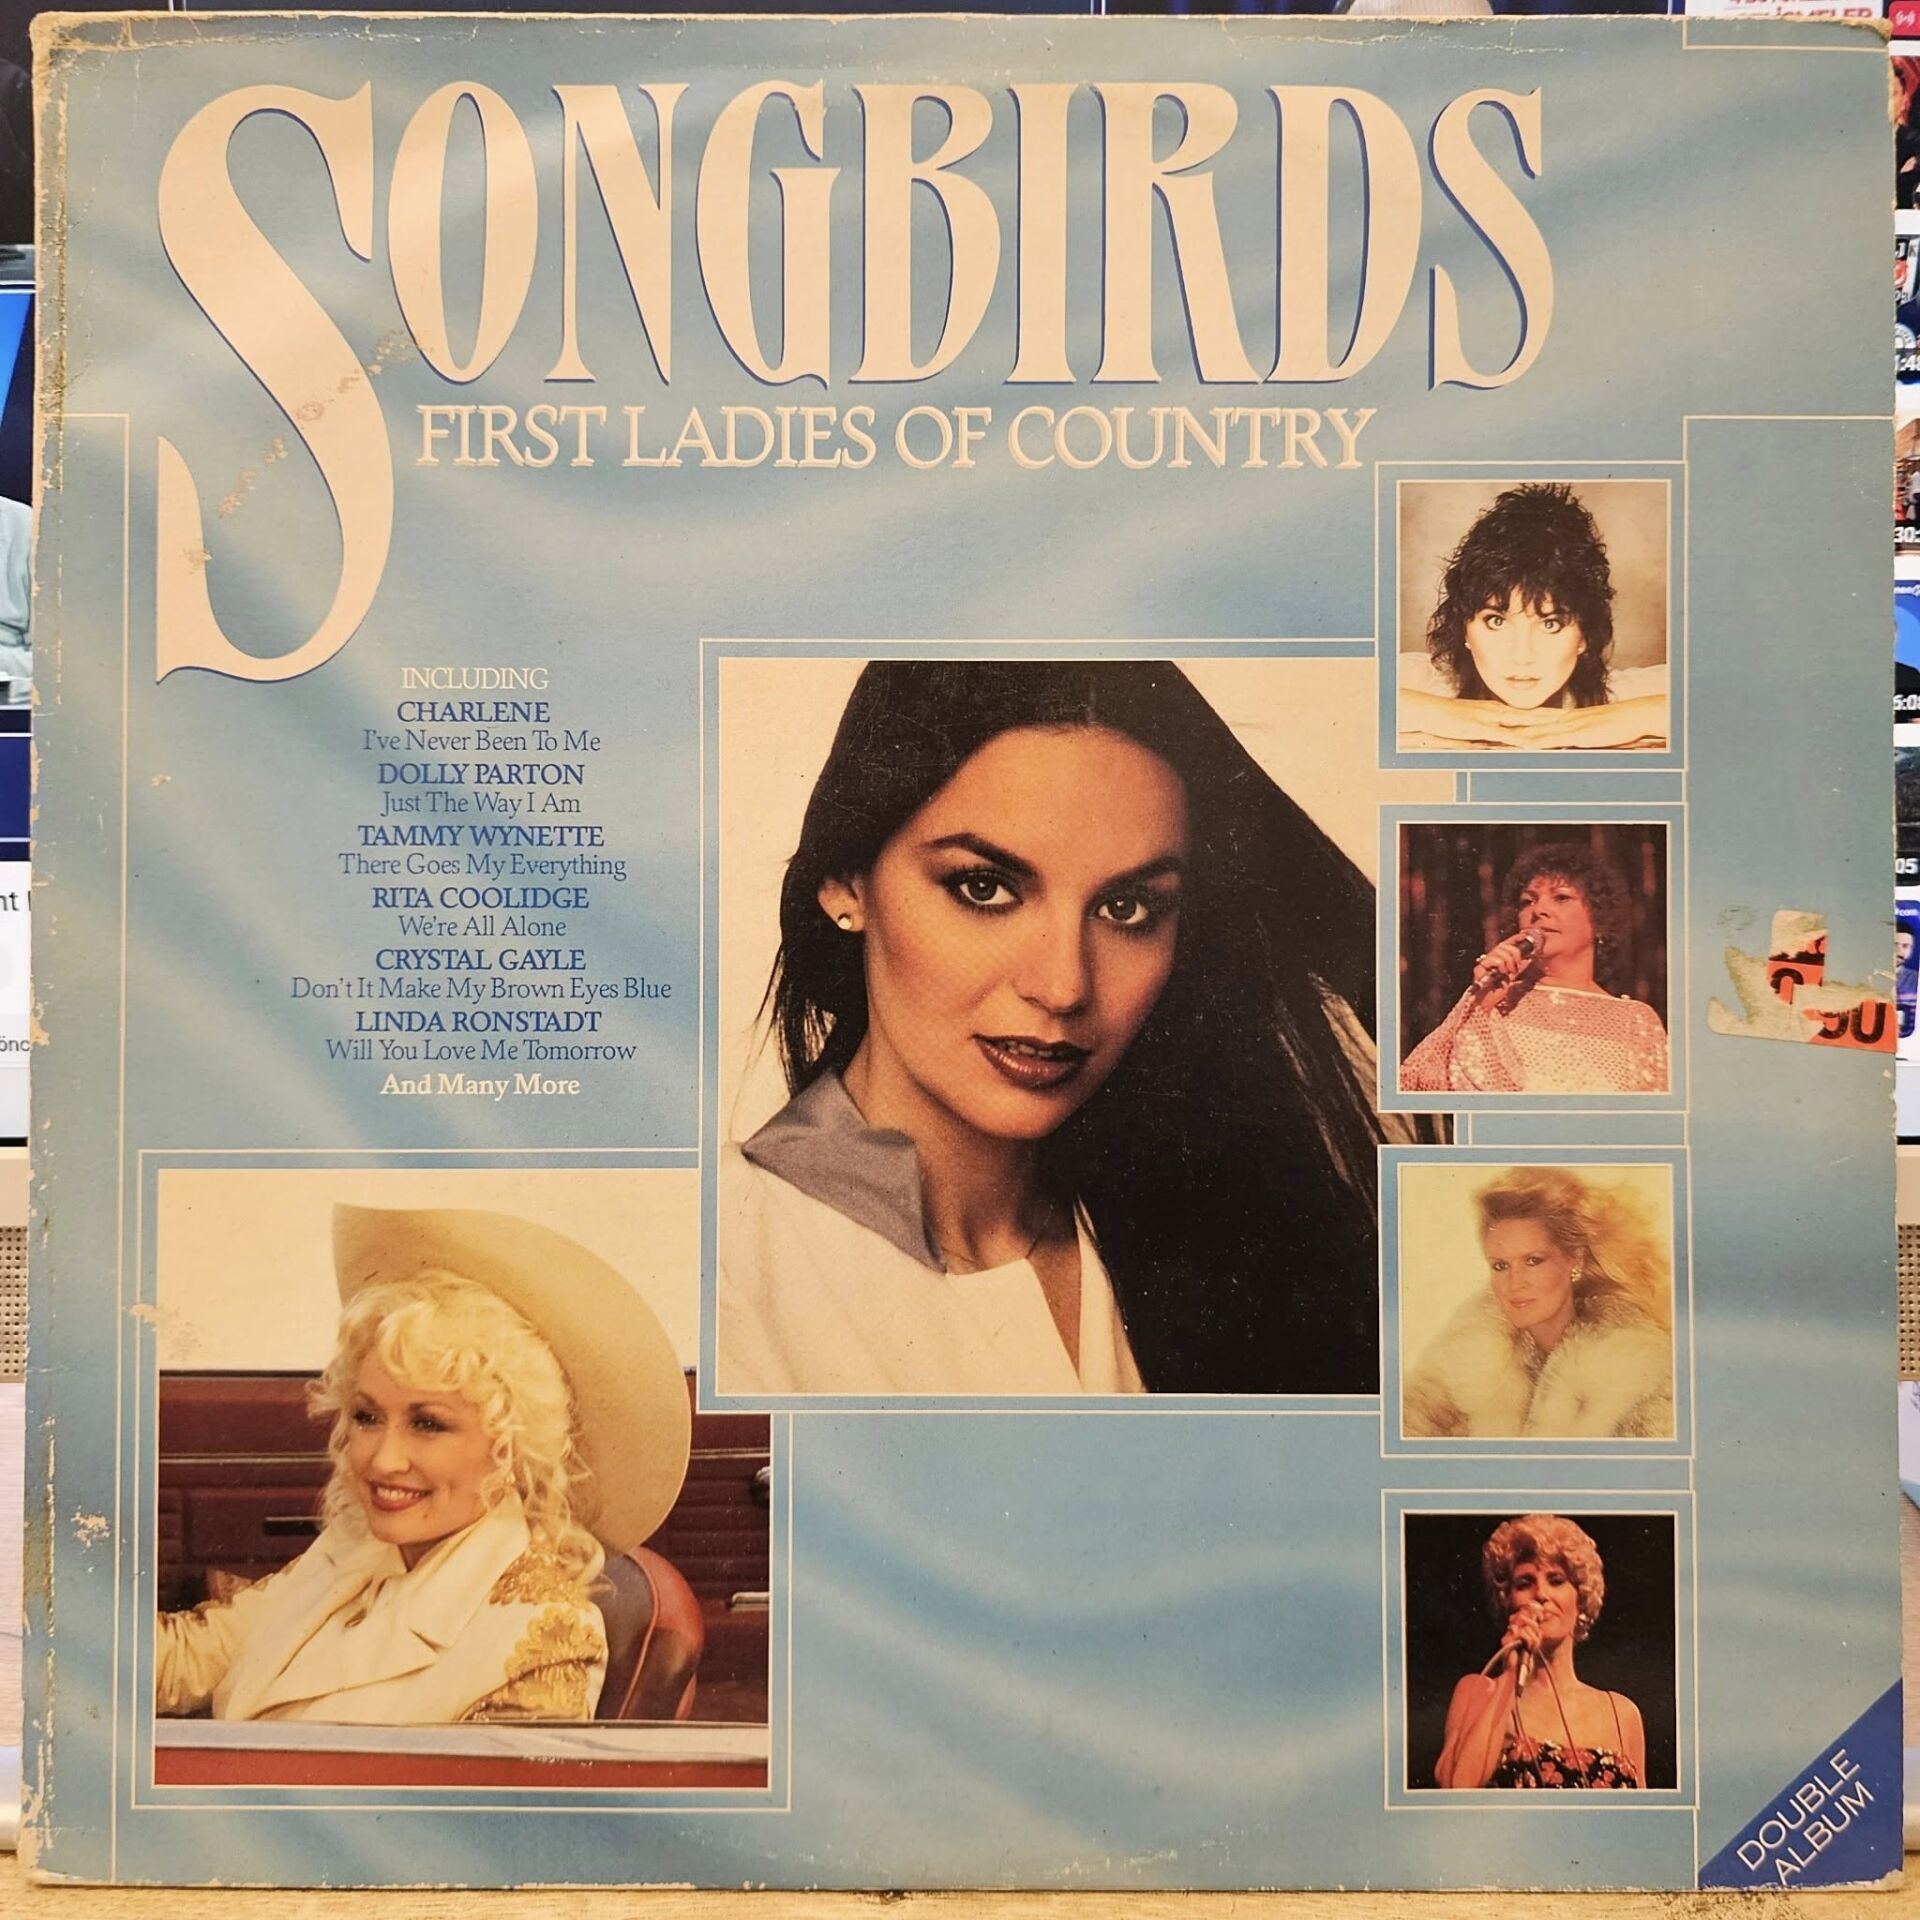 SONGBIRDS
FIRST LADIES OF COUNTRY
INCLUDING
CHARLENE
I've Never Been To Me
DOLLY PARTON
Just The Way I Am
TAMMY WYNETTE
There Goes My Everything
RITA COOLIDGE
We're All Alone
CRYSTAL GAYLE
Don't It Make My Brown Eyes Blue
LINDA RONSTADT
Will You Love Me Tomorrow
And Many More
DOUBLE
ALBUM